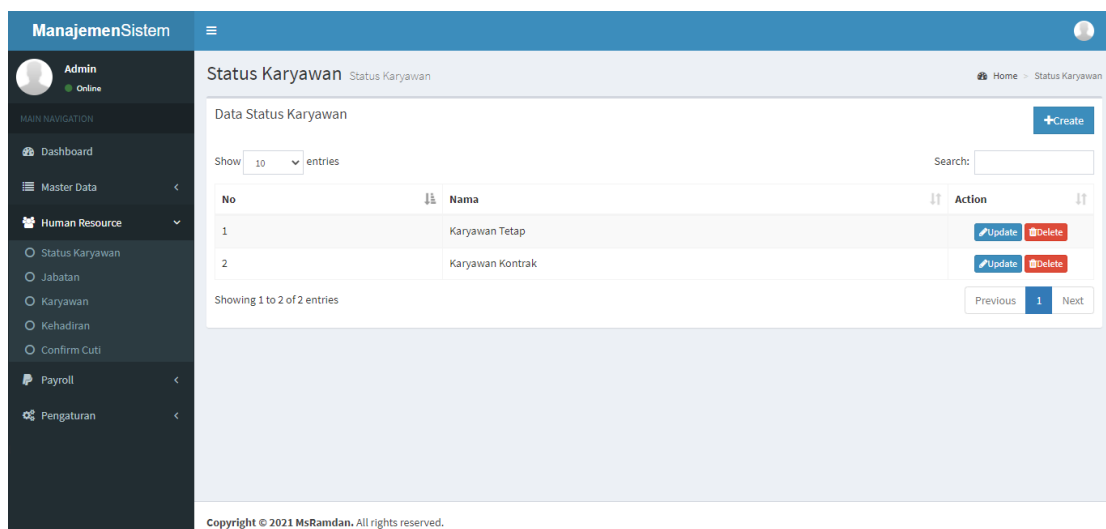 ManajemenSistem
Admin
Online
MAIN NAVIGATION
Dashboard
Master Data
Human Resource
Status Karyawan
Jabatan
Karyawan
Kehadiran
Confirm Cuti
Payroll
Pengaturan
Status Karyawan Status Karyawan
Home > Status Karyawan
Data Status Karyawan
+Create
Show 10 entries
Search:
No Nama Action
1 Karyawan Tetap Update Delete
2 Karyawan Kontrak Update Delete
Showing 1 to 2 of 2 entries
Previous 1 Next
Copyright © 2021 MsRamdan. All rights reserved.